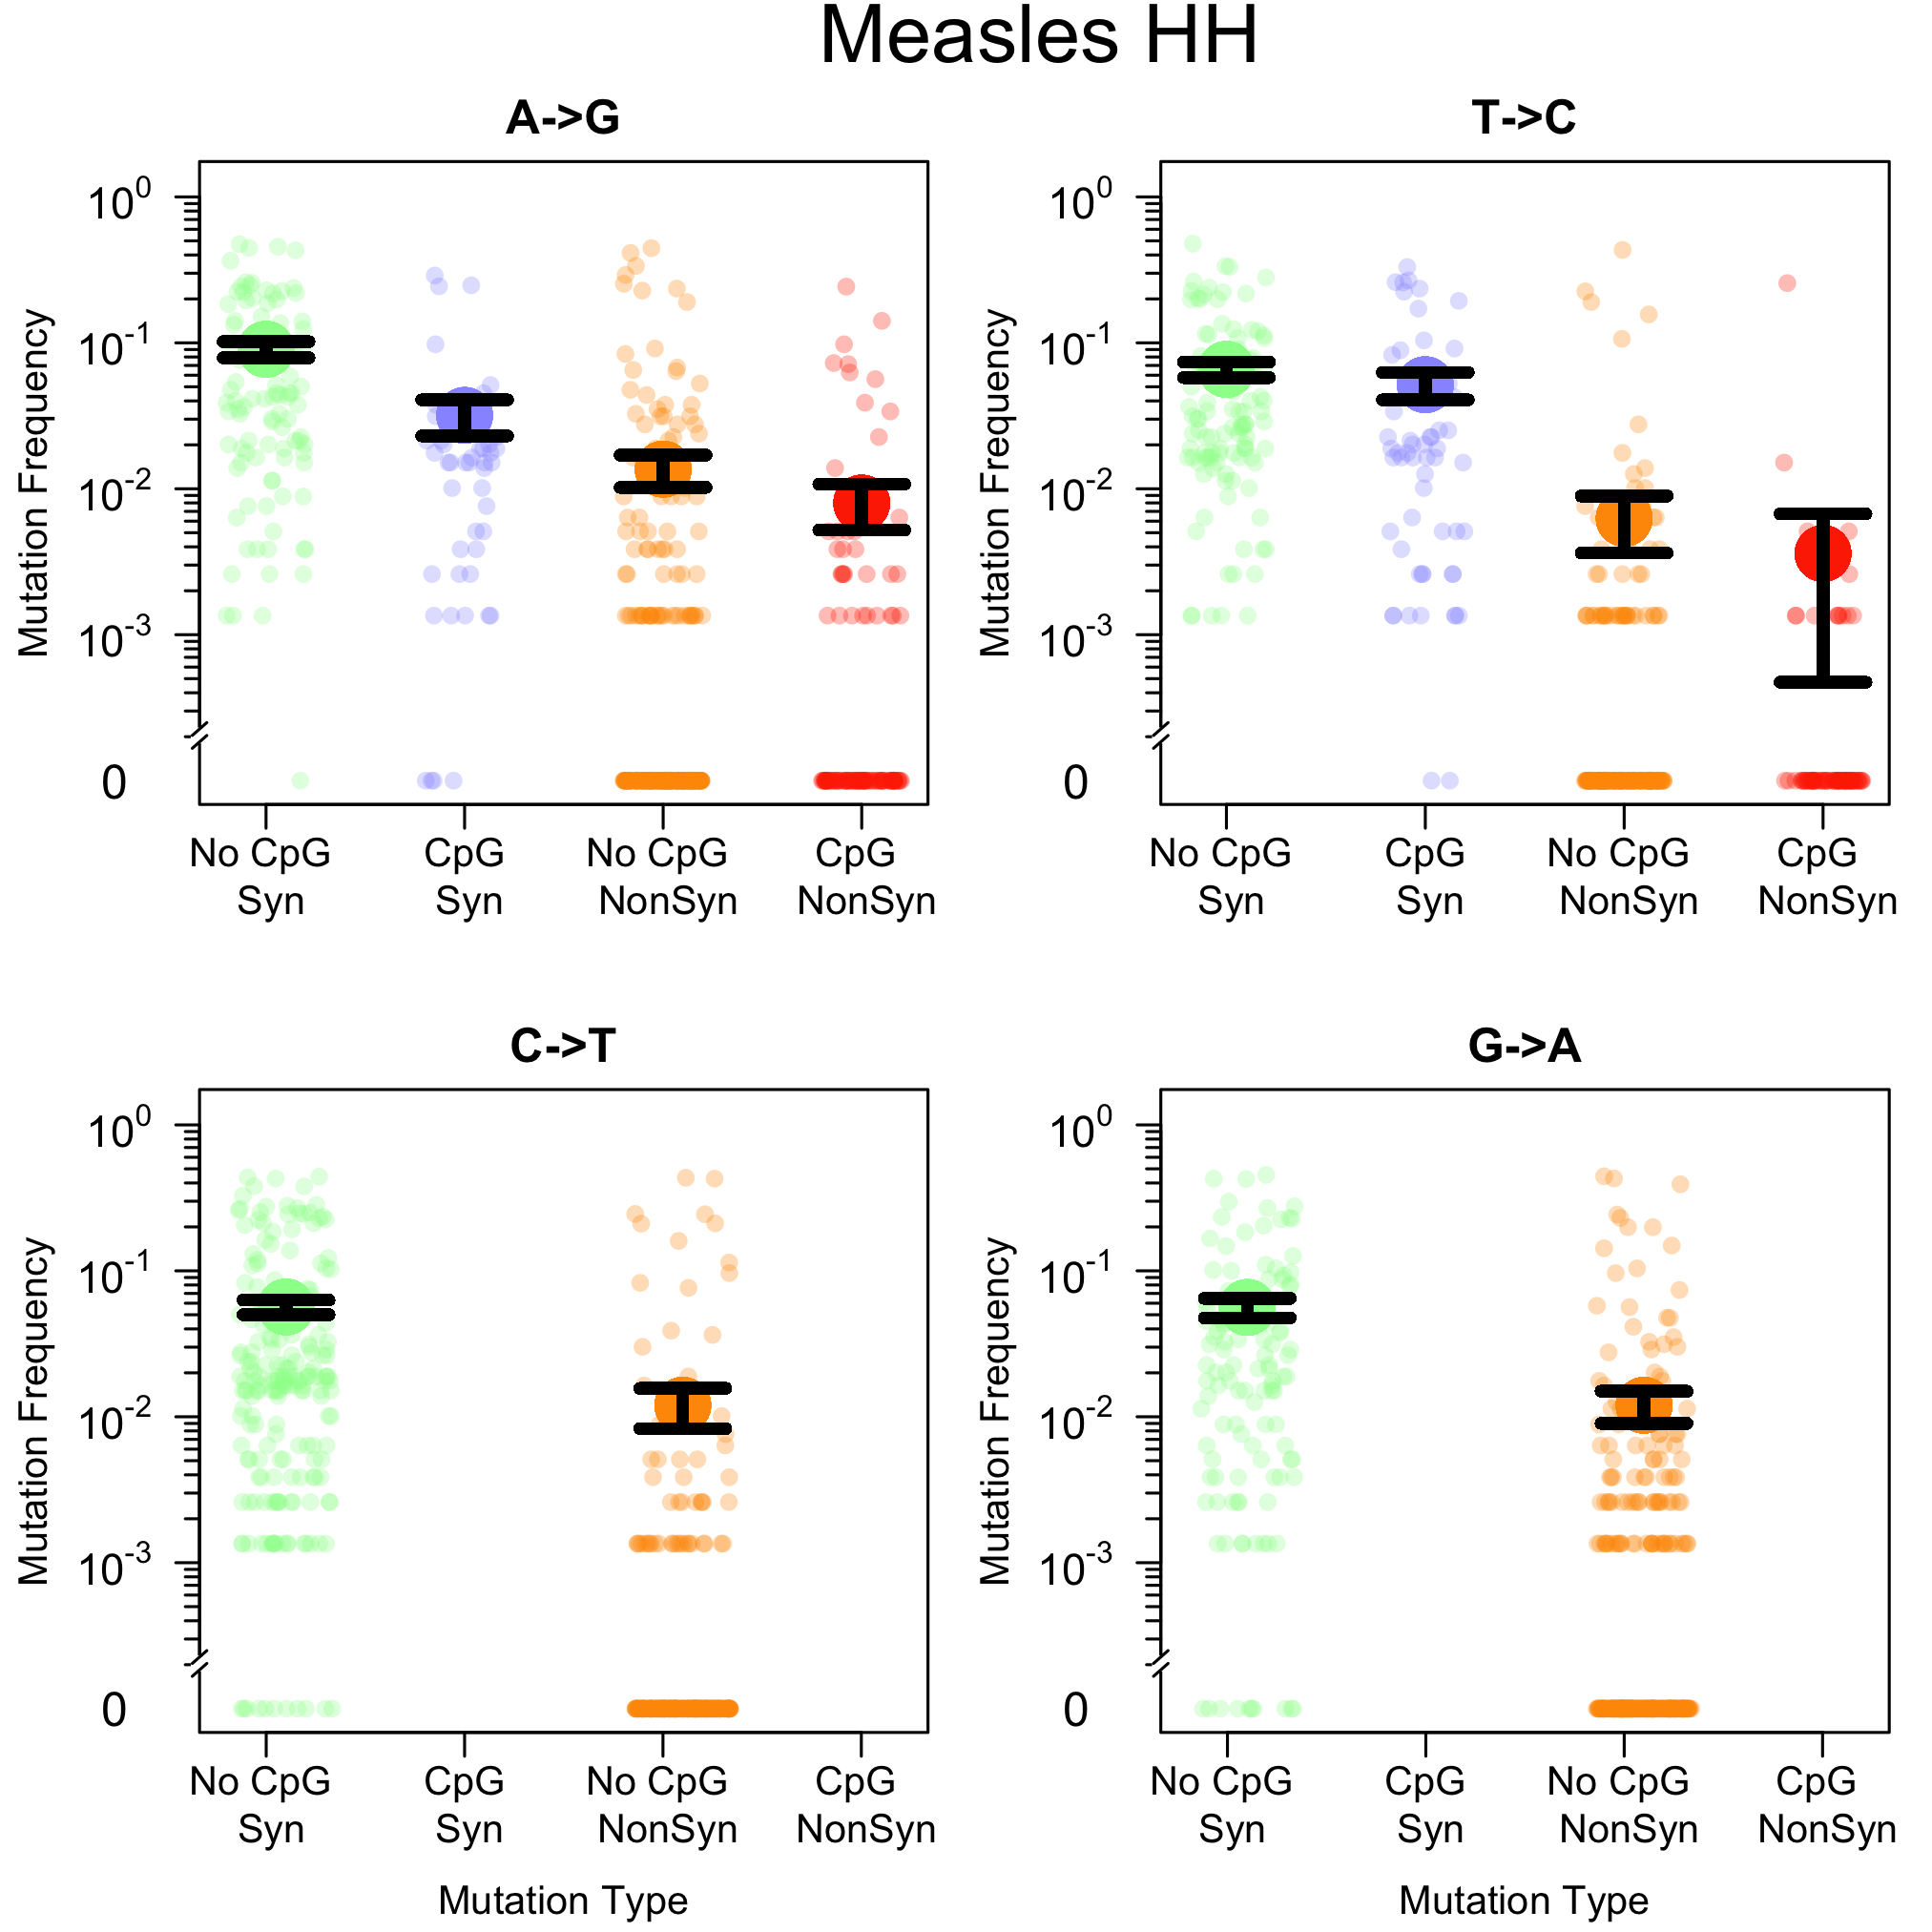 Measles HH
A->G
Mutation Frequency
10^0
10^-1
10^-2
10^-3
0
No CpG CpG No CpG CpG
Syn Syn NonSyn NonSyn
T->C
Mutation Frequency
10^0
10^-1
10^-2
10^-3
0
No CpG CpG No CpG CpG
Syn Syn NonSyn NonSyn
C->T
Mutation Frequency
10^0
10^-1
10^-2
10^-3
0
No CpG CpG No CpG CpG
Syn Syn NonSyn NonSyn
Mutation Type
G->A
Mutation Frequency
10^0
10^-1
10^-2
10^-3
0
No CpG CpG No CpG CpG
Syn Syn NonSyn NonSyn
Mutation Type